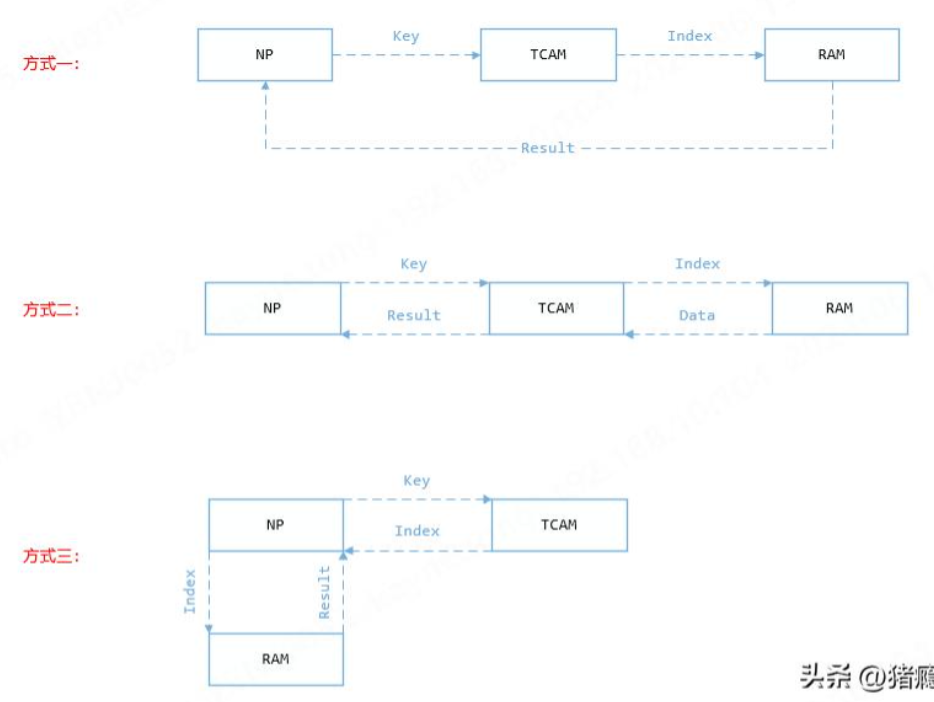 Key
Index
方式一:
NP
TCAM
RAM
Result
Key
Index
方式二:
NP
TCAM
RAM
Result
Data
Key
NP
TCAM
Index
方式三:
Index
Result
RAM
头条 @猪瘾